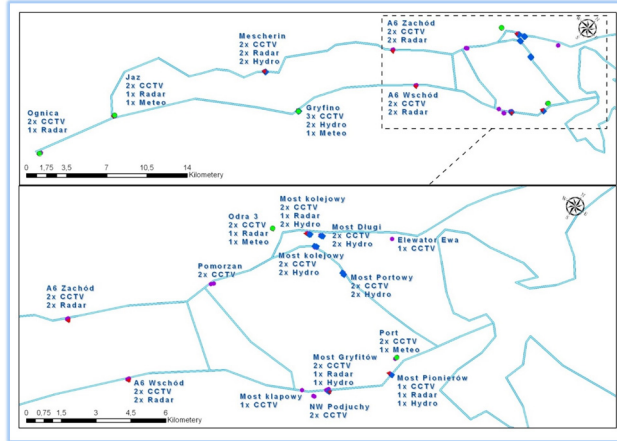 Mescherin
2x CCTV
2x Radar
2x Hydro
A6 Zachód
2x CCTV
2x Radar
Jaz
2x CCTV
1x Radar
1x Meteo
Ognica
2x CCTV
1x Radar
Gryfino
3x CCTV
2x Hydro
1x Meteo
A6 Wschód
2x CCTV
2x Radar
0 1,75 3,5 7 10,5 14
Kilometery
Most kolejowy
2x CCTV
1x Radar
2x Hydro
Odra 3
2x CCTV
1x Radar
1x Meteo
Most Długi
2x CCTV
2x Hydro
Elewator Ewa
1x CCTV
Most kolejowy
2x CCTV
2x Hydro
Pomorzan
2x CCTV
Most Portowy
2x CCTV
2x Hydro
A6 Zachód
2x CCTV
2x Radar
Port
2x CCTV
1x Meteo
Most Gryfitów
2x CCTV
1x Radar
1x Hydro
Most Pionierów
1x CCTV
1x Radar
1x Hydro
A6 Wschód
2x CCTV
2x Radar
Most klapowy
1x CCTV
NW Podjuchy
2x CCTV
0 0,75 1,5 3 4,5 6
Kilometery